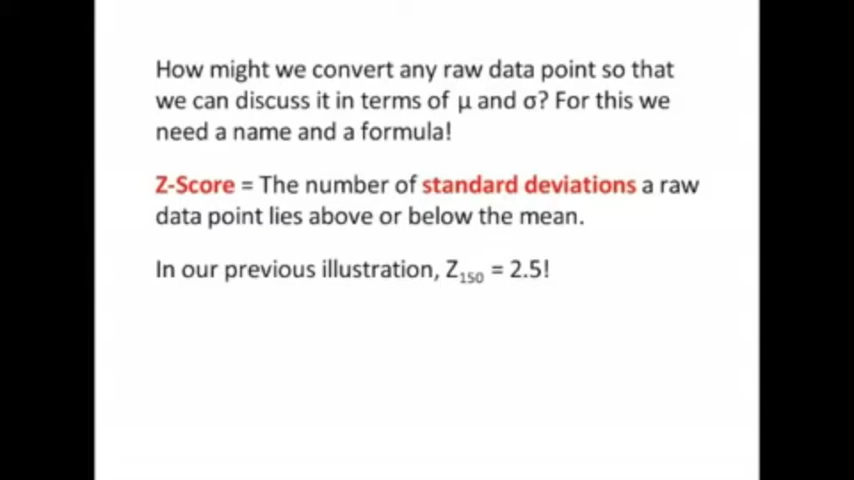 How might we convert any raw data point so that
we can discuss it in terms of μ and σ? For this we
need a name and a formula!
Z-Score = The number of standard deviations a raw
data point lies above or below the mean.
In our previous illustration, Z₁₅₀ = 2.5!